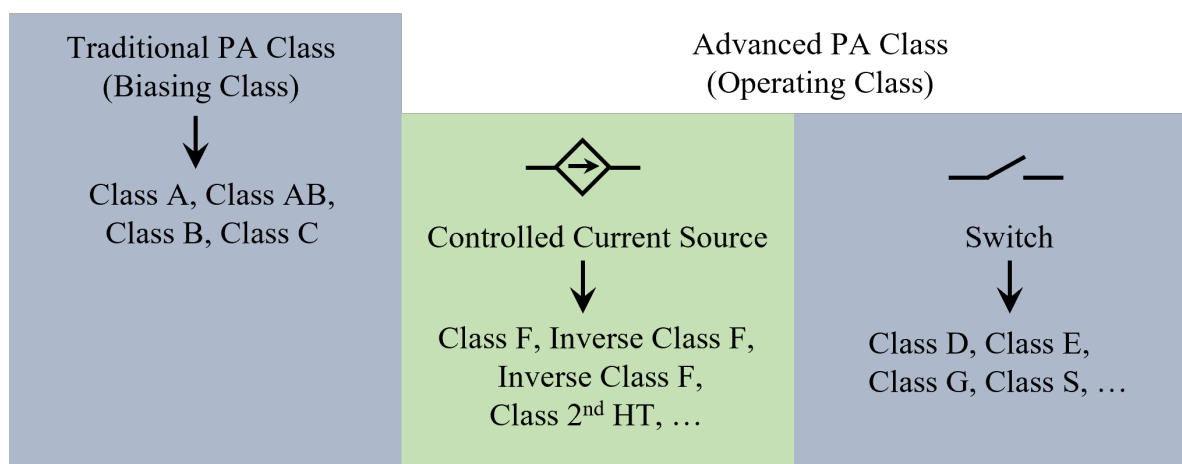 Traditional PA Class
(Biasing Class)
Class A, Class AB,
Class B, Class C
Advanced PA Class
(Operating Class)
Controlled Current Source
Class F, Inverse Class F,
Inverse Class F,
Class 2nd HT, …
Switch
Class D, Class E,
Class G, Class S, …